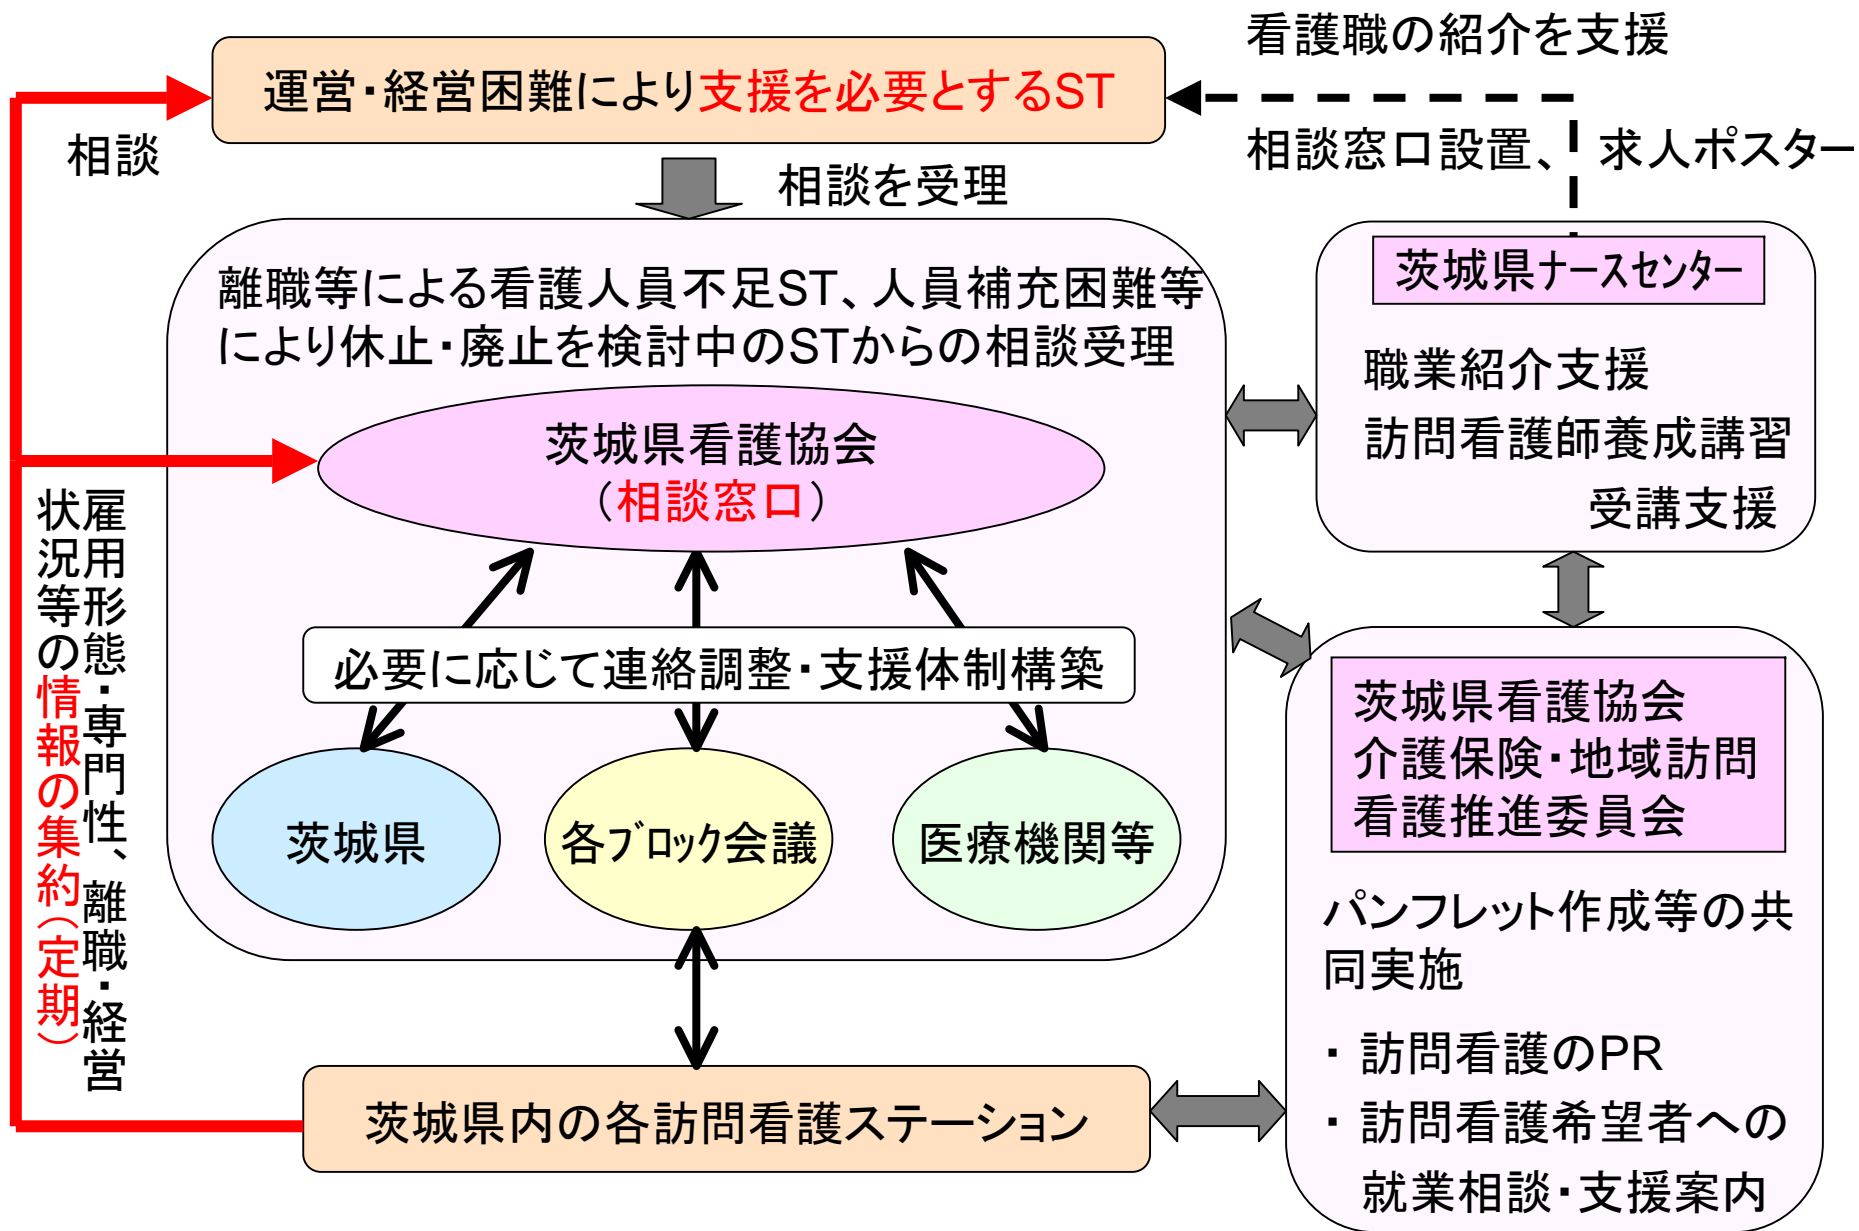 看護職の紹介を支援
運営・経営困難により支援を必要とするST
相談
相談窓口設置、求人ポスター
相談を受理
離職等による看護人員不足ST、人員補充困難等
により休止・廃止を検討中のSTからの相談受理
茨城県看護協会
（相談窓口）
必要に応じて連絡調整・支援体制構築
茨城県
各ブロック会議
医療機関等
茨城県ナースセンター
職業紹介支援
訪問看護師養成講習
受講支援
茨城県看護協会
介護保険・地域訪問
看護推進委員会
パンフレット作成等の共
同実施
・ 訪問看護のPR
・ 訪問看護希望者への
就業相談・支援案内
雇用形態・専門性、離職・経営
状況等の情報の集約（定期）
茨城県内の各訪問看護ステーション